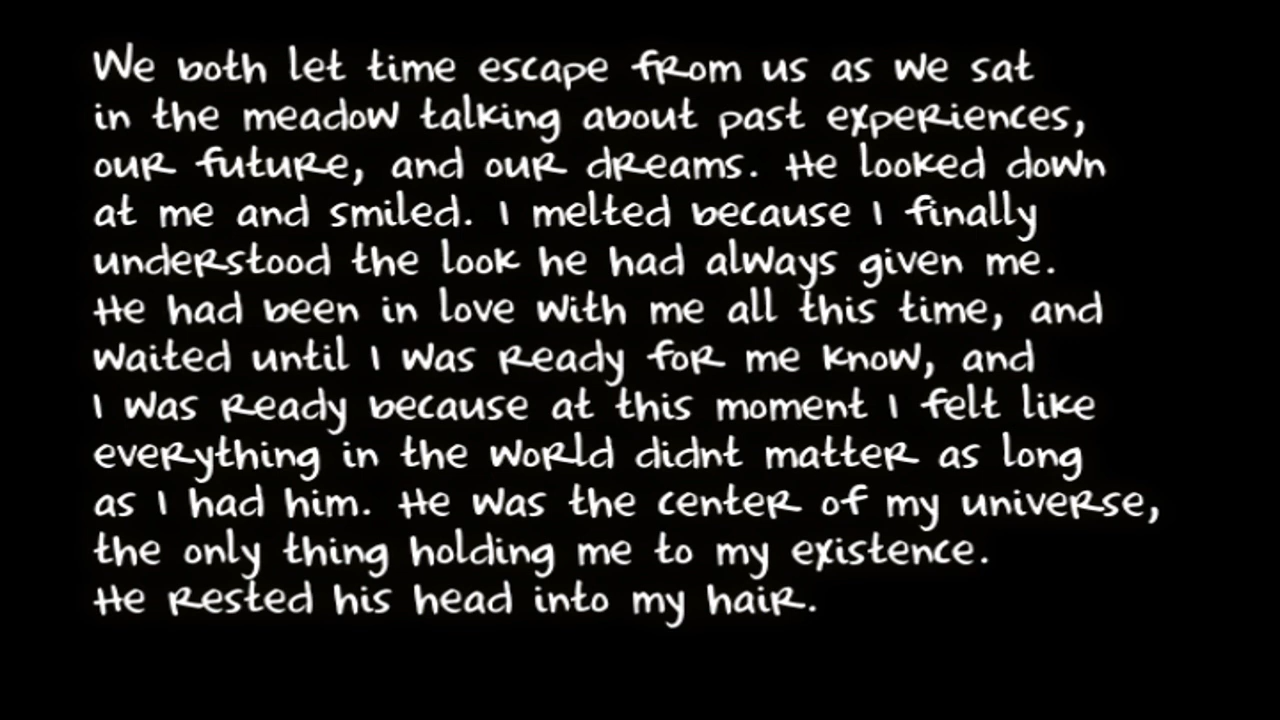 We both let time escape from us as we sat
in the meadow talking about past experiences,
our future, and our dreams. He looked down
at me and smiled. I melted because I finally
understood the look he had always given me.
He had been in love with me all this time, and
waited until I was ready for me know, and
I was ready because at this moment I felt like
everything in the world didnt matter as long
as I had him. He was the center of my universe,
the only thing holding me to my existence.
He rested his head into my hair.